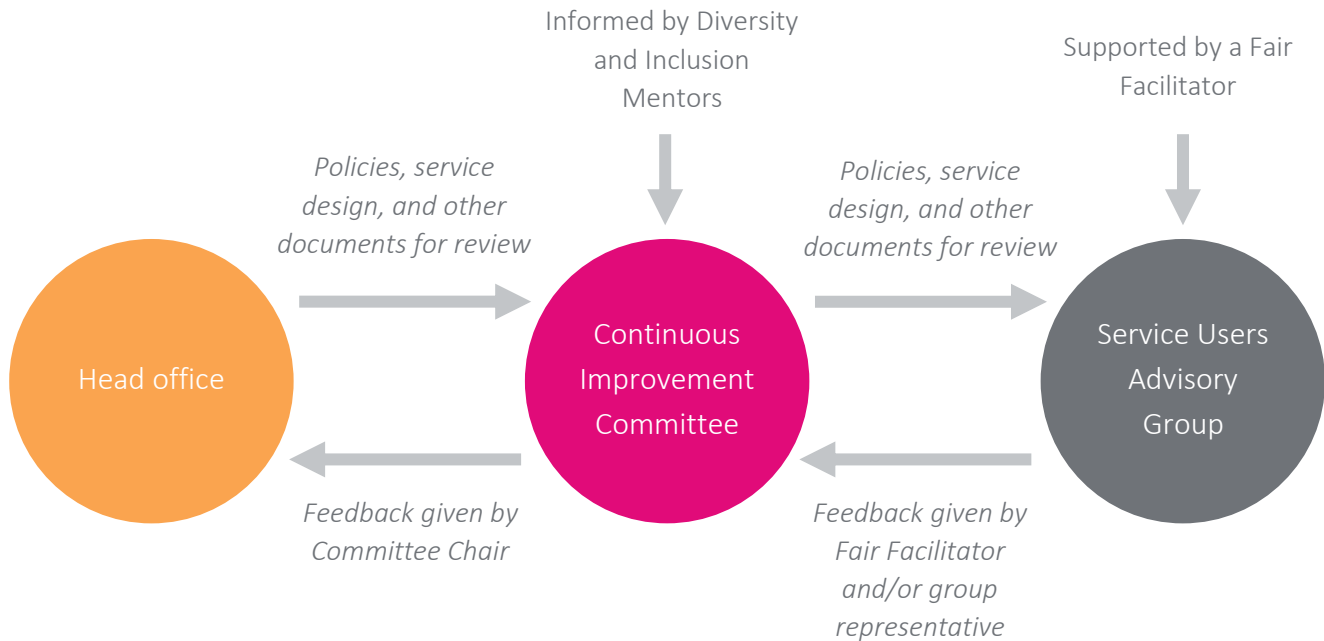 Informed by Diversity
and Inclusion
Mentors
Supported by a Fair
Facilitator
Policies, service
design, and other
documents for review
Policies, service
design, and other
documents for review
Head office
Continuous
Improvement
Committee
Service Users
Advisory
Group
Feedback given by
Committee Chair
Feedback given by
Fair Facilitator
and/or group
representative